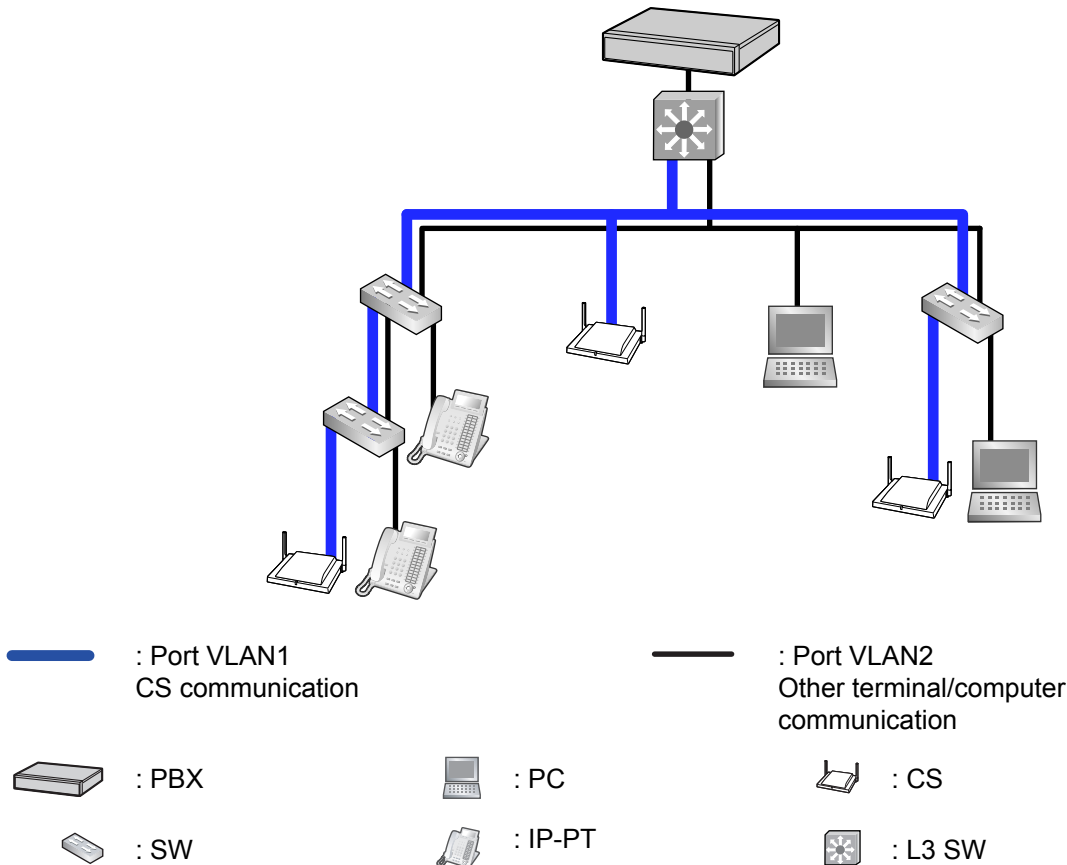 : Port VLAN1
CS communication
: Port VLAN2
Other terminal/computer
communication
: PBX
: PC
: CS
: SW
: IP-PT
: L3 SW